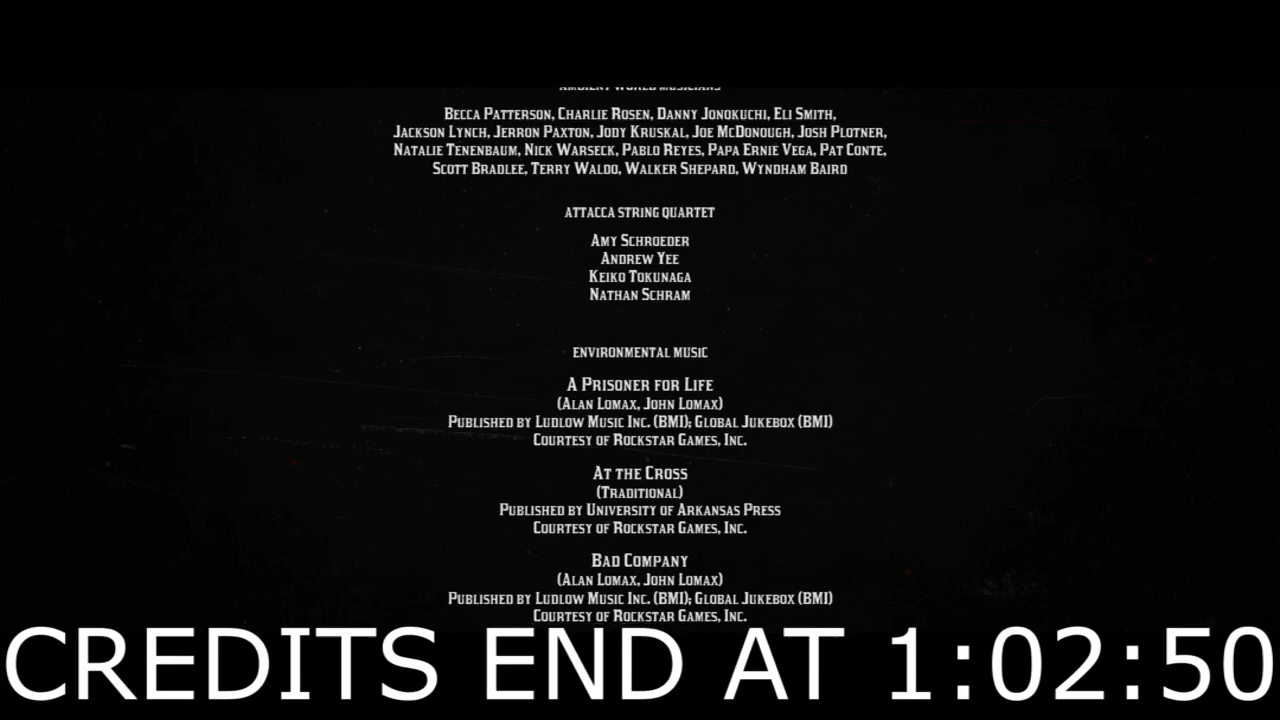 AMBIENT WORLD MUSICIANS
BECCA PATTERSON, CHARLIE ROSEN, DANNY JONOKUCHI, ELI SMITH,
JACKSON LYNCH, JERRON PAXTON, JODY KRUSKAL, JOE MCDONOUGH, JOSH PLOTNER,
NATALIE TENENBAUM, NICK WARSECK, PABLO REYES, PAPA ERNIE VEGA, PAT CONTE,
SCOTT BRADLEE, TERRY WALDO, WALKER SHEPARD, WYNDHAM BAIRD
ATTACCA STRING QUARTET
AMY SCHROEDER
ANDREW YEE
KEIKO TOKUNAGA
NATHAN SCHRAM
ENVIRONMENTAL MUSIC
A PRISONER FOR LIFE
(ALAN LOMAX, JOHN LOMAX)
PUBLISHED BY LUDLOW MUSIC INC. (BMI); GLOBAL JUKEBOX (BMI)
COURTESY OF ROCKSTAR GAMES, INC.
AT THE CROSS
(TRADITIONAL)
PUBLISHED BY UNIVERSITY OF ARKANSAS PRESS
COURTESY OF ROCKSTAR GAMES, INC.
BAD COMPANY
(ALAN LOMAX, JOHN LOMAX)
PUBLISHED BY LUDLOW MUSIC INC. (BMI); GLOBAL JUKEBOX (BMI)
COURTESY OF ROCKSTAR GAMES, INC.
CREDITS END AT 1:02:50